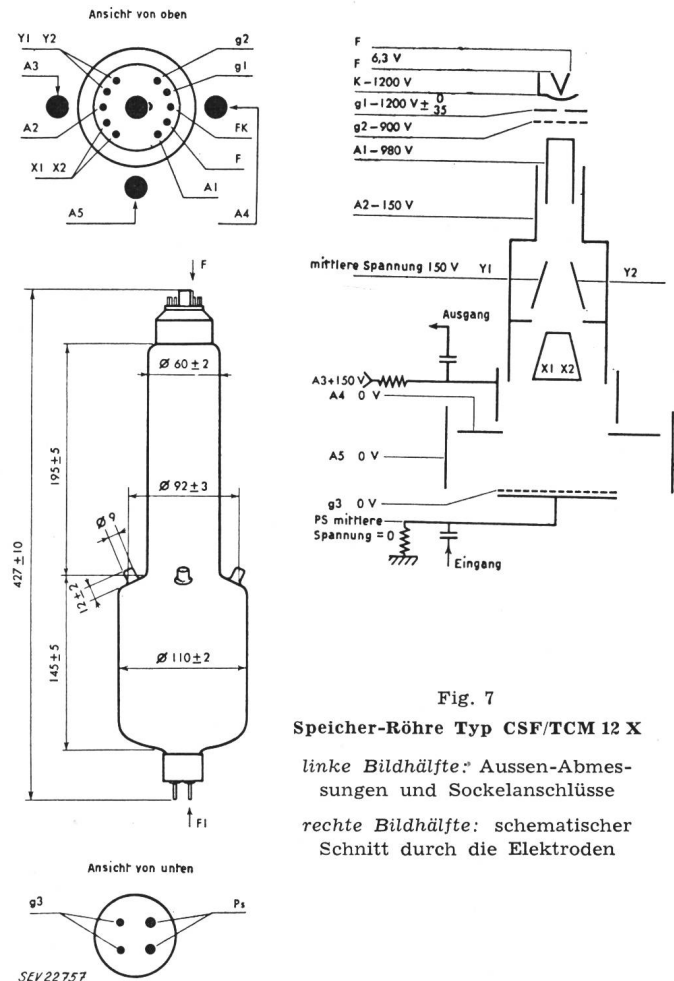 Ansicht von oben
Y1 Y2
A3
A2
X1 X2
A5
g2
g1
FK
F
A1
A4
F
427±10
195±5
145±5
Ø 60±2
Ø 92±3
Ø 9
12±2
Ø 110±2
F1
Ansicht von unten
g3
Ps
SEV22757
F
F 6,3 V
K-1200 V
g1-1200 V ± 0 35
g2-900 V
A1-980 V
A2-150 V
mittlere Spannung 150 V Y1
Y2
Ausgang
X1 X2
A3+150 V
A4 0 V
A5 0 V
g3 0 V
PS mittlere
Spannung = 0
Eingang
Fig. 7
Speicher-Röhre Typ CSF/TCM 12 X
linke Bildhälfte: Aussen-Abmes-
sungen und Sockelanschlüsse
rechte Bildhälfte: schematischer
Schnitt durch die Elektroden